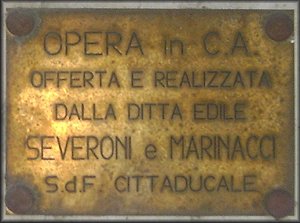 OPERA in C.A.
OFFERTA E REALIZZATA
DALLA DITTA EDILE
SEVERONI e MARINACCI
S.d.F. CITTADUCALE